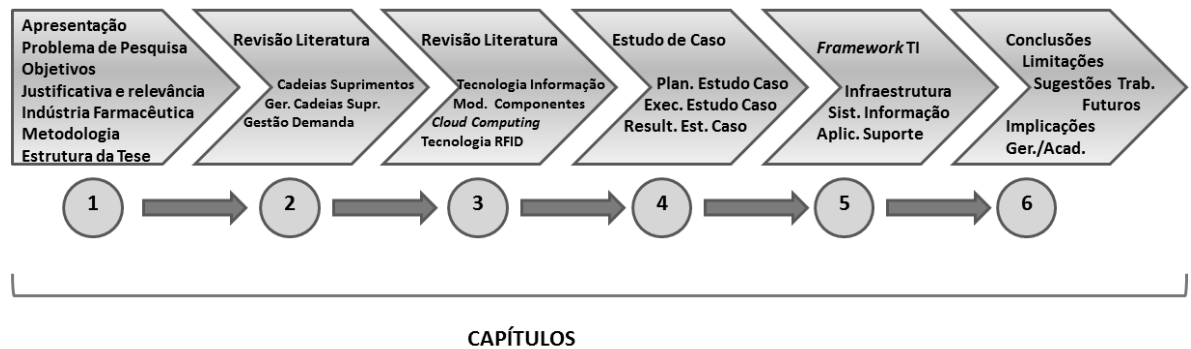 Apresentação
Problema de Pesquisa
Objetivos
Justificativa e relevância
Indústria Farmacêutica
Metodologia
Estrutura da Tese
Revisão Literatura
Cadeias Suprimentos
Ger. Cadeias Supr.
Gestão Demanda
Revisão Literatura
Tecnologia Informação
Mod. Componentes
Cloud Computing
Tecnologia RFID
Estudo de Caso
Plan. Estudo Caso
Exec. Estudo Caso
Result. Est. Caso
Framework TI
Infraestrutura
Sist. Informação
Aplic. Suporte
Conclusões
Limitações
Sugestões Trab.
Futuros
Implicações
Ger./Acad.
1
2
3
4
5
6
CAPÍTULOS